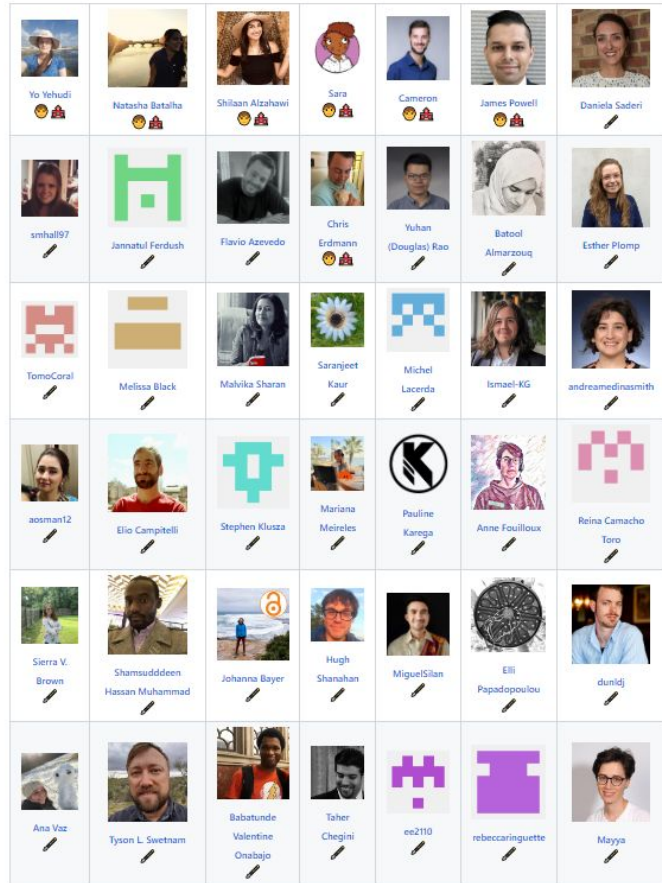 Yo Yehudi
Natasha Batalha
Shilaan Alzahawi
Sara
Cameron
James Powell
Daniela Saderi
smhall97
Jannatul Ferdush
Flavio Azevedo
Chris
Erdmann
Yuhan
(Douglas) Rao
Batool
Almarzouq
Esther Plomp
TomoCoral
Melissa Black
Malvika Sharan
Saranjeet
Kaur
Michel
Lacerda
Ismael-KG
andreamedinasmith
aosman12
Elio Campitelli
Stephen Klusza
Mariana
Meireles
K
Pauline
Karega
Anne Fouilloux
Reina Camacho
Toro
Sierra V.
Brown
Shamsudddeen
Hassan Muhammad
Johanna Bayer
Hugh
Shanahan
MiguelSilan
Elli
Papadopoulou
dunldj
Ana Vaz
Tyson L. Swetnam
Babatunde
Valentine
Onabajo
Taher
Chegini
ee2110
rebeccaringuette
Mayya